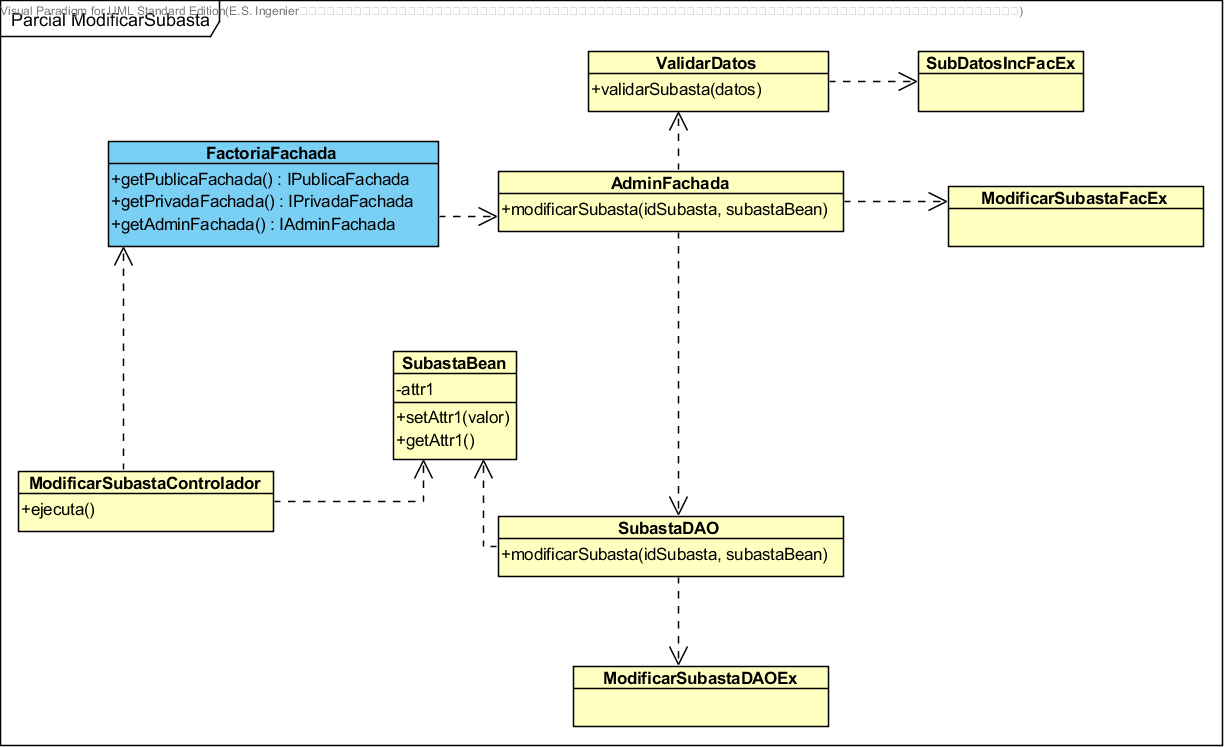 Visual Paradigm for UML Standard Edition(E.S. Ingenier
Parcial ModificarSubasta
ValidarDatos
+validarSubasta(datos)
SubDatosIncFacEx
FactoriaFachada
+getPublicaFachada() : IPublicaFachada
+getPrivadaFachada() : IPrivadaFachada
+getAdminFachada() : IAdminFachada
AdminFachada
+modificarSubasta(idSubasta, subastaBean)
ModificarSubastaFacEx
SubastaBean
-attr1
+setAttr1(valor)
+getAttr1()
ModificarSubastaControlador
+ejecuta()
SubastaDAO
+modificarSubasta(idSubasta, subastaBean)
ModificarSubastaDAOEx